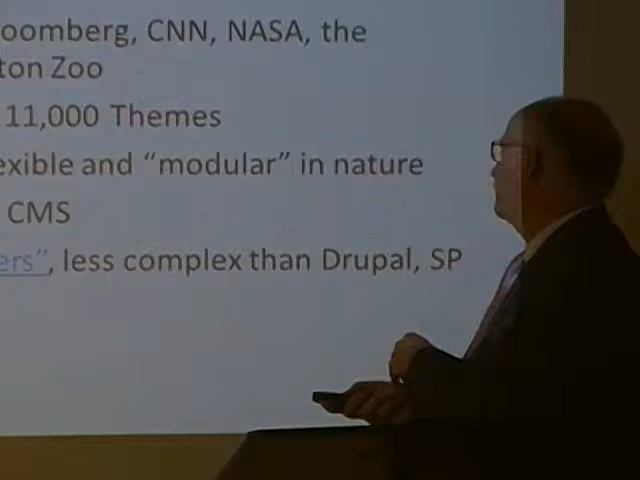 oomberg, CNN, NASA, the
ton Zoo
11,000 Themes
exible and “modular” in nature
CMS
ers”, less complex than Drupal, SP